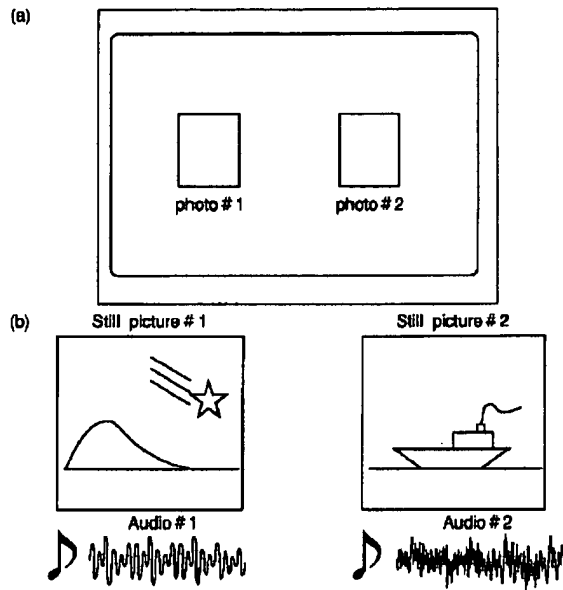 (a)
photo # 1 photo # 2
(b) Still picture # 1 Still picture # 2
Audio # 1 Audio # 2